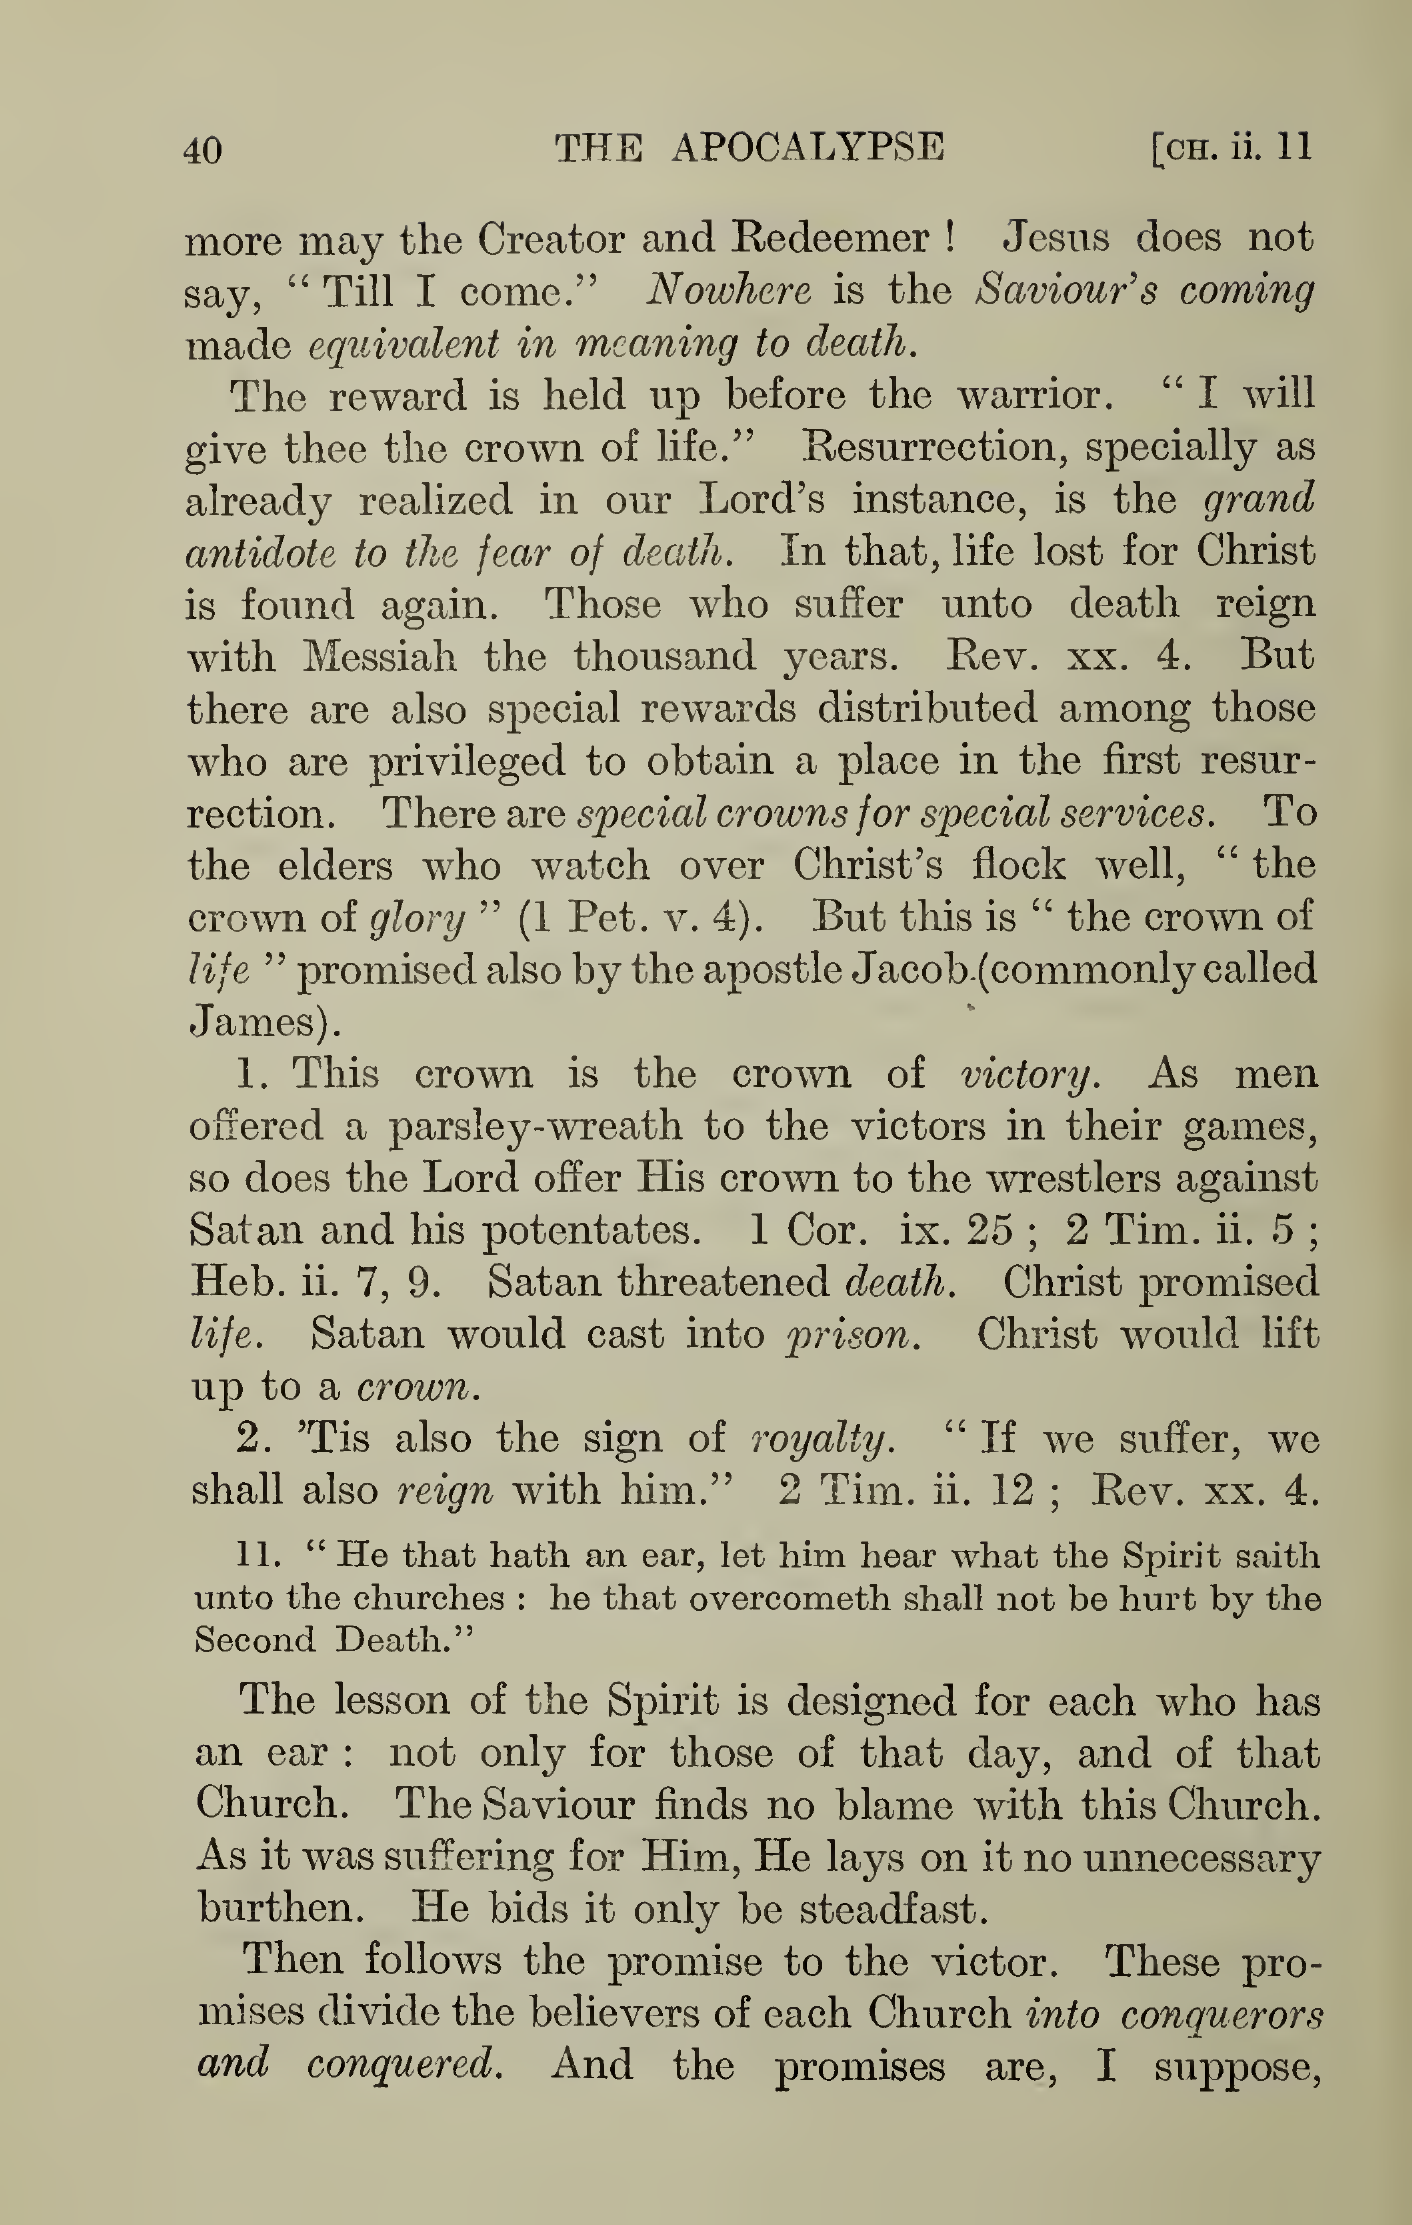 40 THE APOCALYPSE [CH. ii. 11
more may the Creator and Redeemer ! Jesus does not
say, “ Till I come.” Nowhere is the Saviour’s coming
made equivalent in meaning to death.
The reward is held up before the warrior. “ I will
give thee the crown of life.” Resurrection, specially as
already realized in our Lord’s instance, is the grand
antidote to the fear of death. In that, life lost for Christ
is found again. Those who suffer unto death reign
with Messiah the thousand years. Rev. xx. 4. But
there are also special rewards distributed among those
who are privileged to obtain a place in the first resur-
rection. There are special crowns for special services. To
the elders who watch over Christ’s flock well, “ the
crown of glory ” (1 Pet. v. 4). But this is “ the crown of
life ” promised also by the apostle Jacob (commonly called
James).
1. This crown is the crown of victory. As men
offered a parsley-wreath to the victors in their games,
so does the Lord offer His crown to the wrestlers against
Satan and his potentates. 1 Cor. ix. 25 ; 2 Tim. ii. 5 ;
Heb. ii. 7, 9. Satan threatened death. Christ promised
life. Satan would cast into prison. Christ would lift
up to a crown.
2. ’Tis also the sign of royalty. “ If we suffer, we
shall also reign with him.” 2 Tim. ii. 12 ; Rev. xx. 4.
11. “ He that hath an ear, let him hear what the Spirit saith
unto the churches : he that overcometh shall not be hurt by the
Second Death.”
The lesson of the Spirit is designed for each who has
an ear : not only for those of that day, and of that
Church. The Saviour finds no blame with this Church.
As it was suffering for Him, He lays on it no unnecessary
burthen. He bids it only be steadfast.
Then follows the promise to the victor. These pro-
mises divide the believers of each Church into conquerors
and conquered. And the promises are, I suppose,